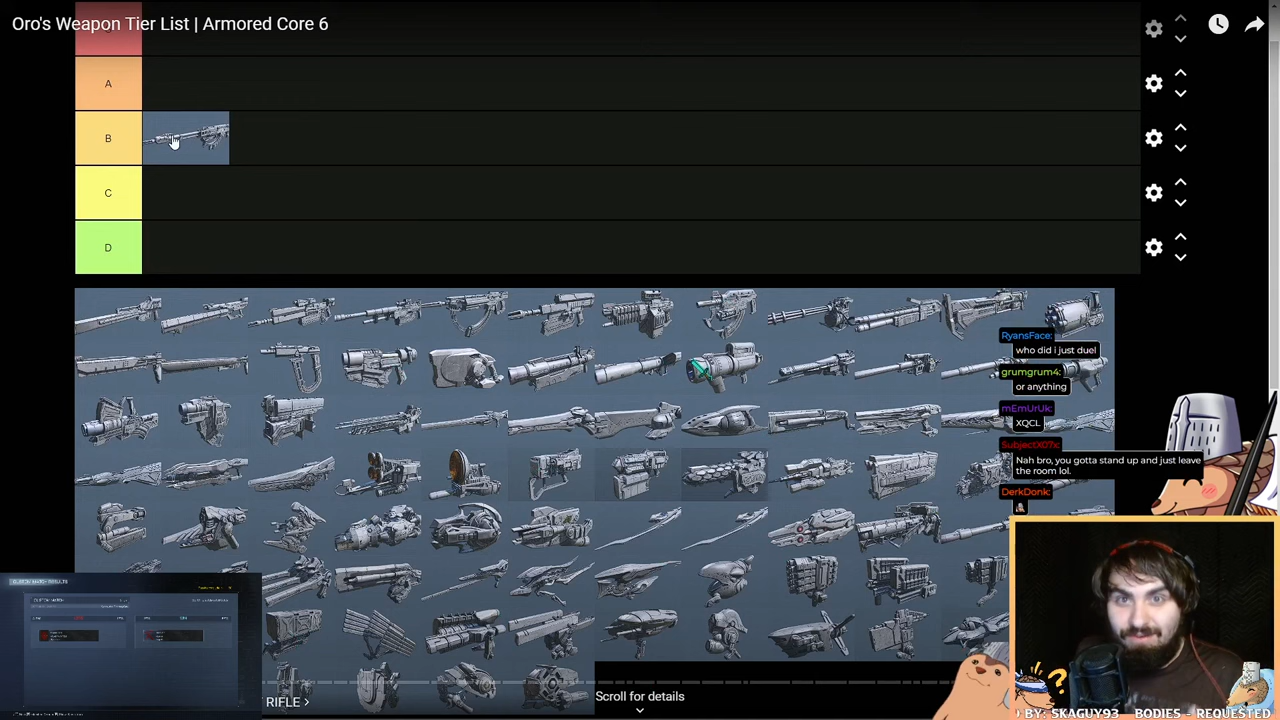 Oro's Weapon Tier List | Armored Core 6
A
B
C
D
RyansFace:
who did i just duel
grumgrum4:
or anything
mEmUrUk:
XQCL
SubjectX07x:
Nah bro, you gotta stand up and just leave
the room lol.
DerkDonk:
RIFLE >
Scroll for details
BY: SKAGUY93 BODIES - REQUESTED